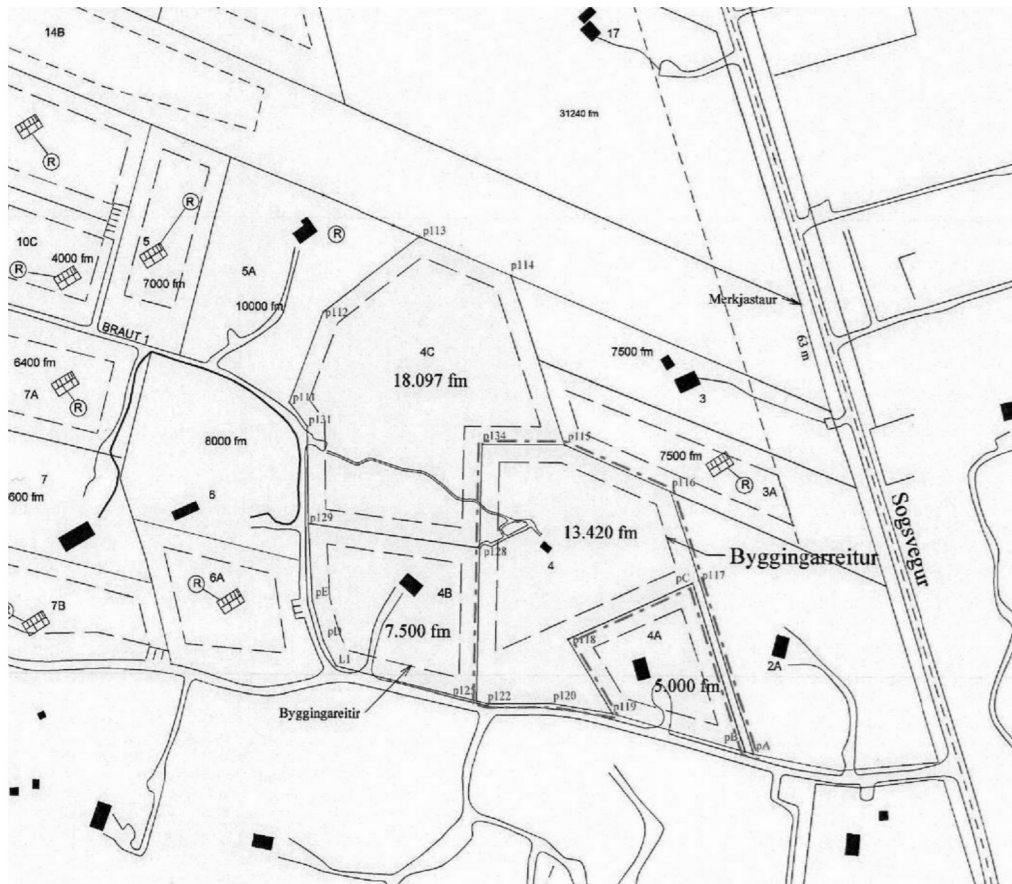 14B
17
31240 fm
R
R
p113
R
10C
5
4000 fm
5A
p114
R
7000 fm
Merkjastaur
10000 fm
p112
BRAUT 1
63 m
4C
7500 fm
6400 fm
18.097 fm
7A
3
p111
R
p131
p134
p115
8000 fm
7500 fm
7
R
3A
600 fm
p116
6
Sogsvegur
p129
13.420 fm
p128
Byggingarreitur
4
pC
p117
6A
R
pE
4B
7B
7.500 fm
pD
p118
4A
L1
2A
5.000 fm
p125
p122
p120
p119
Byggingareitir
pB
pA